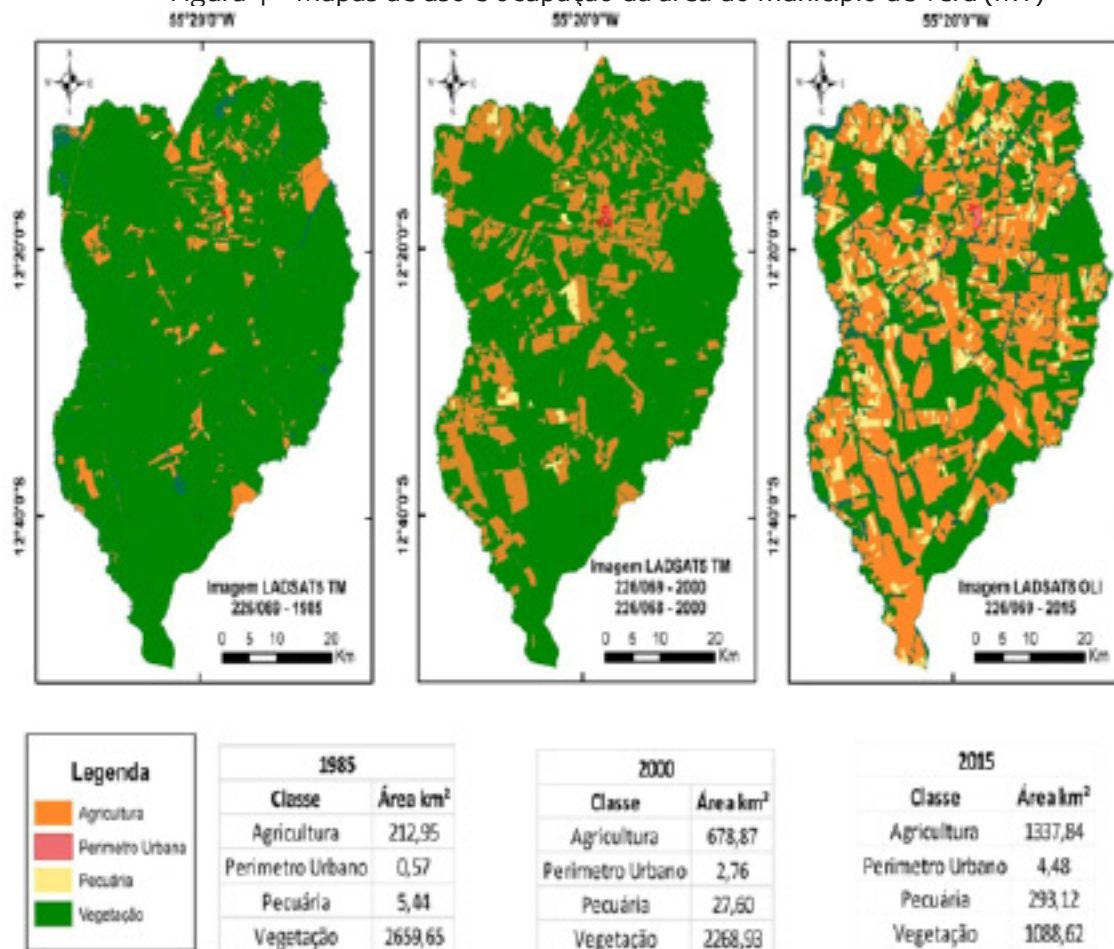 55°20'0"W
55°20'0"W
55°20'0"W
12°20'0"S
12°40'0"S
Imagem LADSAT5 TM
226/069 - 1985
0 5 10 20
Km
12°20'0"S
12°40'0"S
Imagem LADSAT5 TM
226/069 - 2000
226/068 - 2000
0 5 10 20
Km
12°20'0"S
12°40'0"S
Imagem LADSAT8 OLI
226/069 - 2015
0 5 10 20
Km
Legenda
Agricultura
Perimetro Urbana
Pecuária
Vegetação
1985
Classe Área km²
Agricultura 212,95
Perimetro Urbano 0,57
Pecuária 5,44
Vegetação 2659,65
2000
Classe Área km²
Agricultura 678,87
Perimetro Urbano 2,76
Pecuária 27,60
Vegetação 2268,93
2015
Classe Área km²
Agricultura 1337,84
Perimetro Urbano 4,48
Pecuária 293,12
Vegetação 1088,62